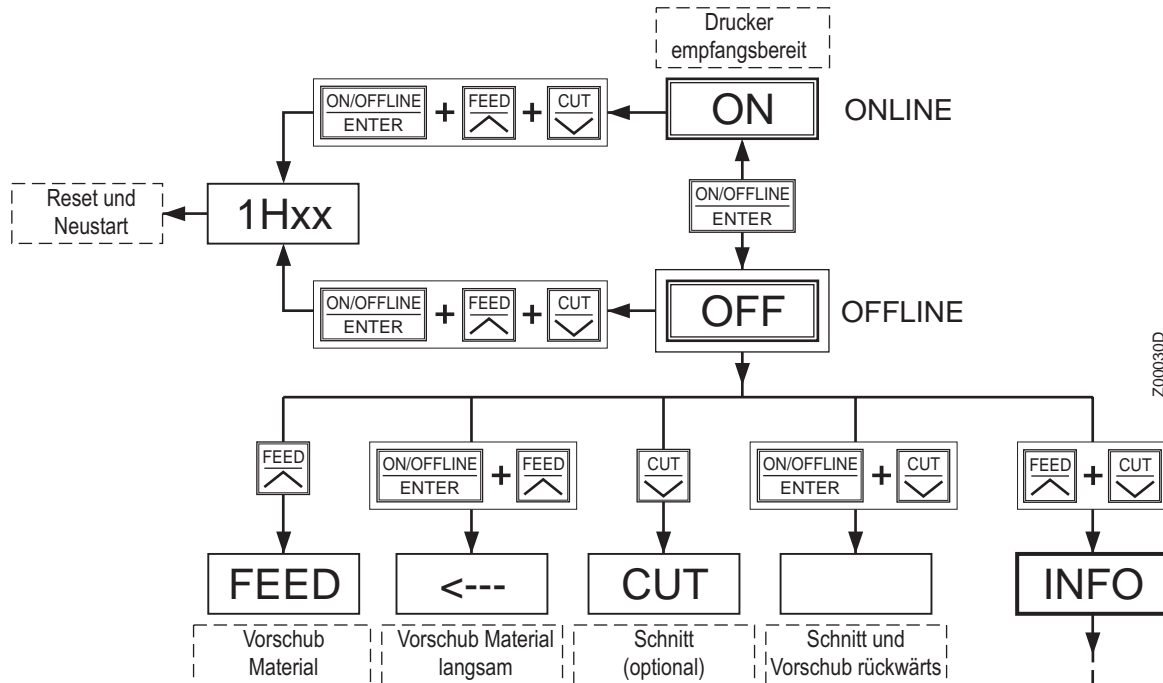 Drucker
empfangsbereit
ON/OFFLINE
ENTER
+
FEED
+
CUT
ON
ONLINE
Reset und
Neustart
1Hxx
ON/OFFLINE
ENTER
ON/OFFLINE
ENTER
+
FEED
+
CUT
OFF
OFFLINE
Z00030D
FEED
ON/OFFLINE
ENTER
+
FEED
CUT
ON/OFFLINE
ENTER
+
CUT
FEED
+
CUT
FEED
<---
CUT
INFO
Vorschub
Material
Vorschub Material
langsam
Schnitt
(optional)
Schnitt und
Vorschub rückwärts